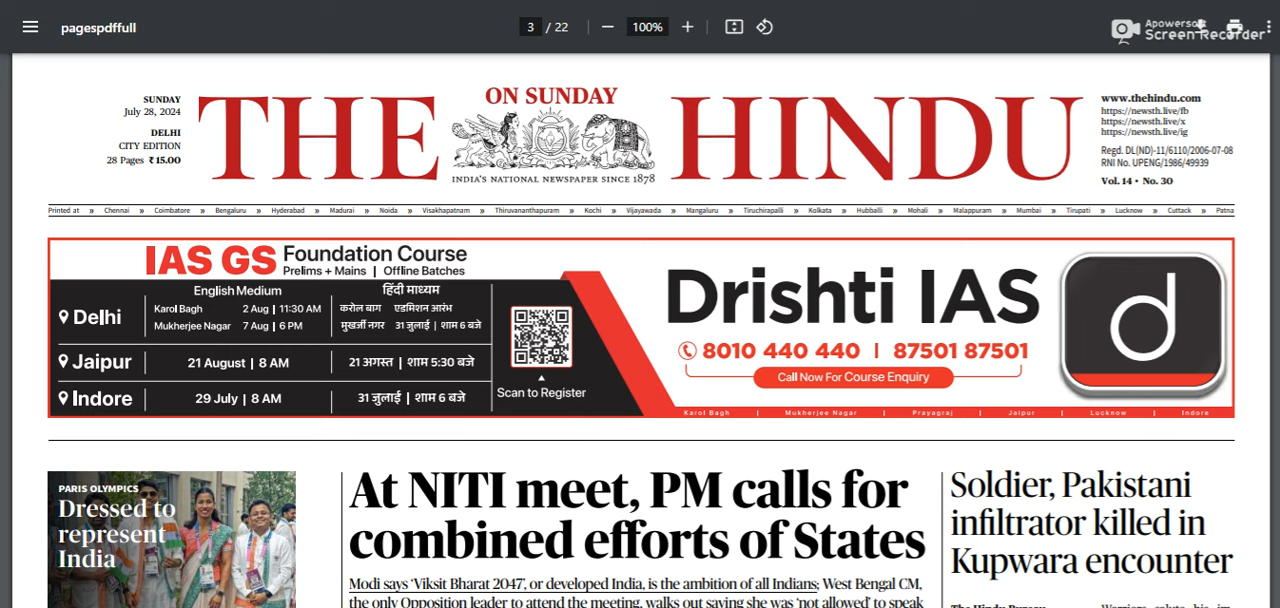 pagespdffull
3 / 22
100%
Apowersoft
Screen Recorder
SUNDAY
July 28, 2024
DELHI
CITY EDITION
28 Pages ₹ 15.00
THE HINDU
ON SUNDAY
INDIA'S NATIONAL NEWSPAPER SINCE 1878
www.thehindu.com
https://newsth.live/fb
https://newsth.live/x
https://newsth.live/ig
Regd. DL(ND)-11/6110/2006-07-08
RNI No. UPENG/1986/49939
Vol. 14 • No. 30
Printed at » Chennai » Coimbatore » Bengaluru » Hyderabad » Madurai » Noida » Visakhapatnam » Thiruvananthapuram » Kochi » Vijayawada » Mangaluru » Tiruchirapalli » Kolkata » Hubballi » Mohali » Malappuram » Mumbai » Tirupati » Lucknow » Cuttack » Patna
IAS GS Foundation Course
Prelims + Mains | Offline Batches
English Medium
हिंदी माध्यम
Delhi
Karol Bagh 2 Aug | 11:30 AM
Mukherjee Nagar 7 Aug | 6 PM
करोल बाग एडमिशन आरंभ
मुखर्जी नगर 31 जुलाई | शाम 6 बजे
Jaipur
21 August | 8 AM
21 अगस्त | शाम 5:30 बजे
Indore
29 July | 8 AM
31 जुलाई | शाम 6 बजे
Scan to Register
Drishti IAS
8010 440 440 | 87501 87501
Call Now For Course Enquiry
d
Karol Bagh | Mukherjee Nagar | Prayagraj | Jaipur | Lucknow | Indore
PARIS OLYMPICS
Dressed to
represent
India
At NITI meet, PM calls for
combined efforts of States
Modi says 'Viksit Bharat 2047', or developed India, is the ambition of all Indians; West Bengal CM,
the only Opposition leader to attend the meeting, walks out saying she was 'not allowed' to speak
Soldier, Pakistani
infiltrator killed in
Kupwara encounter
The Hindu Bureau
Warriors salute his im-